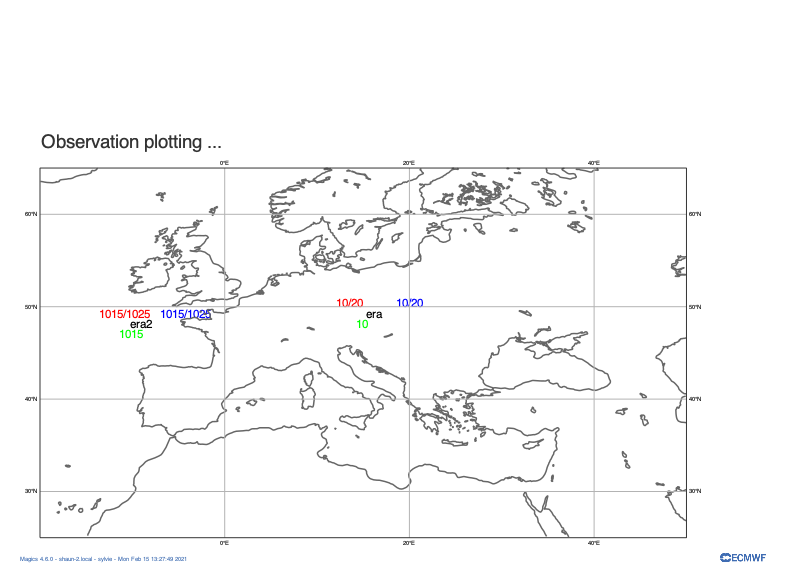 Observation plotting ...
0°E 20°E 40°E
60°N 60°N
10/20 10/20
50°N 50°N
1015/1025 1015/1025 era
era2 10
1015
40°N 40°N
30°N 30°N
0°E 20°E 40°E
Magics 4.6.0 - shaun-2.local - sylvie - Mon Feb 15 13:27:49 2021
ECMWF